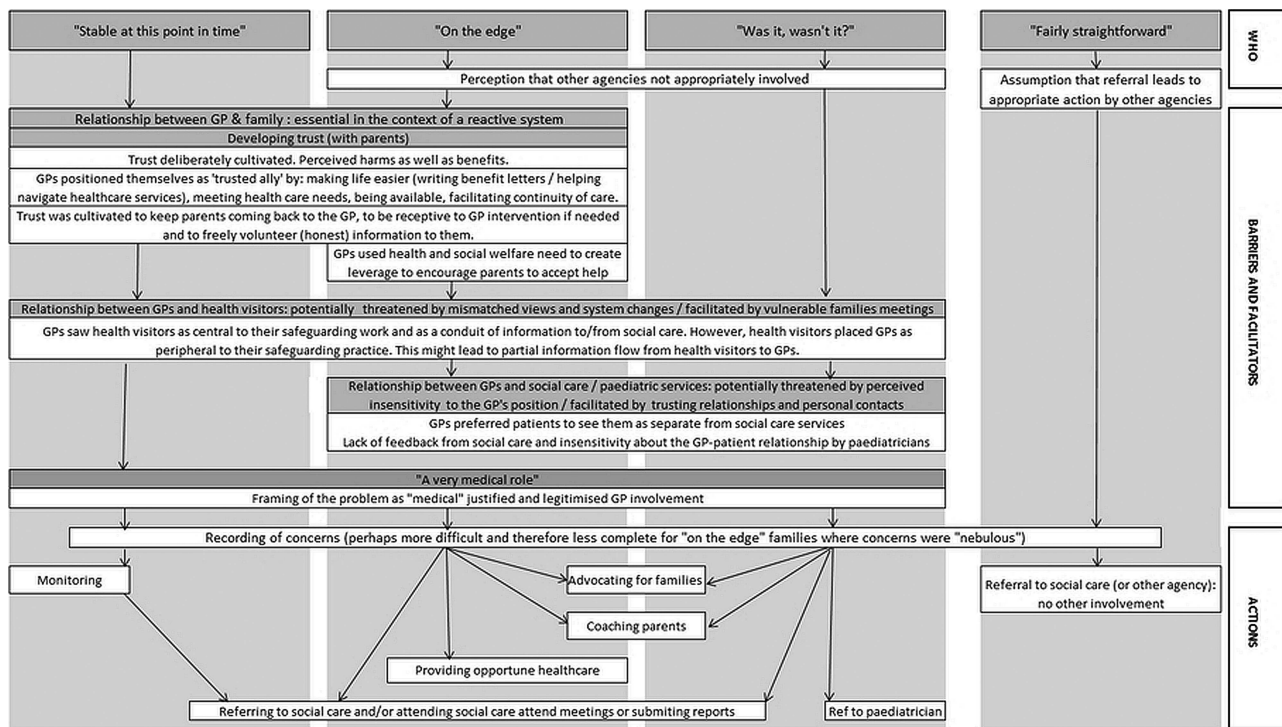 "Stable at this point in time"
"On the edge"
"Was it, wasn't it?"
"Fairly straightforward"
WHO
Perception that other agencies not appropriately involved
Assumption that referral leads to
appropriate action by other agencies
Relationship between GP & family : essential in the context of a reactive system
Developing trust (with parents)
Trust deliberately cultivated. Perceived harms as well as benefits.
GPs positioned themselves as 'trusted ally' by: making life easier (writing benefit letters / helping
navigate healthcare services), meeting health care needs, being available, facilitating continuity of care.
Trust was cultivated to keep parents coming back to the GP, to be receptive to GP intervention if needed
and to freely volunteer (honest) information to them.
GPs used health and social welfare need to create
leverage to encourage parents to accept help
BARRIERS AND FACILITATORS
Relationship between GPs and health visitors: potentially threatened by mismatched views and system changes / facilitated by vulnerable families meetings
GPs saw health visitors as central to their safeguarding work and as a conduit of information to/from social care. However, health visitors placed GPs as
peripheral to their safeguarding practice. This might lead to partial information flow from health visitors to GPs.
Relationship between GPs and social care / paediatric services: potentially threatened by perceived
insensitivity to the GP's position / facilitated by trusting relationships and personal contacts
GPs preferred patients to see them as separate from social care services
Lack of feedback from social care and insensitivity about the GP-patient relationship by paediatricians
"A very medical role"
Framing of the problem as "medical" justified and legitimised GP involvement
Recording of concerns (perhaps more difficult and therefore less complete for "on the edge" families where concerns were "nebulous")
Monitoring
Advocating for families
Referral to social care (or other agency):
no other involvement
ACTIONS
Coaching parents
Providing opportune healthcare
Referring to social care and/or attending social care attend meetings or submiting reports
Ref to paediatrician